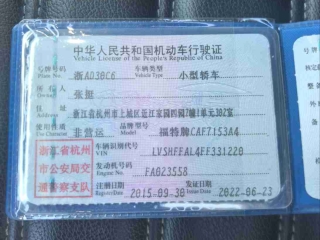 中华人民共和国机动车行驶证
Vehicle License of the People's Republic of China
号牌号码 Plate No. 浙AD30C6 车辆类型 Vehicle Type 小型轿车
所有人 Owner 张挺
住址 Address 浙江省杭州市上城区近江家园四园7幢1单元302室
使用性质 Use Character 非营运 品牌型号 Model 福特牌CAF7153A4
浙江省杭州市公安局交通警察支队
车辆识别代号 VIN LVSHFFAL4FF331220
发动机号码 Engine No. FA023558
注册日期 Register Date 2015-09-30 发证日期 Issue Date 2022-06-23